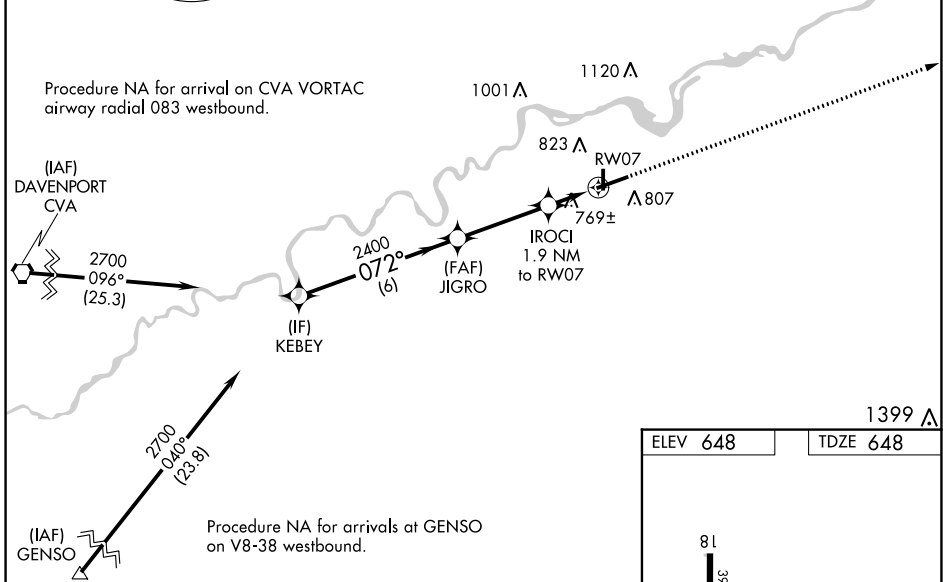 Procedure NA for arrival on CVA VORTAC
airway radial 083 westbound.
1001
1120
823
RW07
807
769±
(IAF)
DAVENPORT
CVA
2700
096°
(25.3)
2400
072°
(6)
(FAF)
JIGRO
IROCI
1.9 NM
to RW07
(IF)
KEBEY
2700
040°
(23.8)
(IAF)
GENSO
Procedure NA for arrivals at GENSO
on V8-38 westbound.
1399
ELEV 648
TDZE 648
18